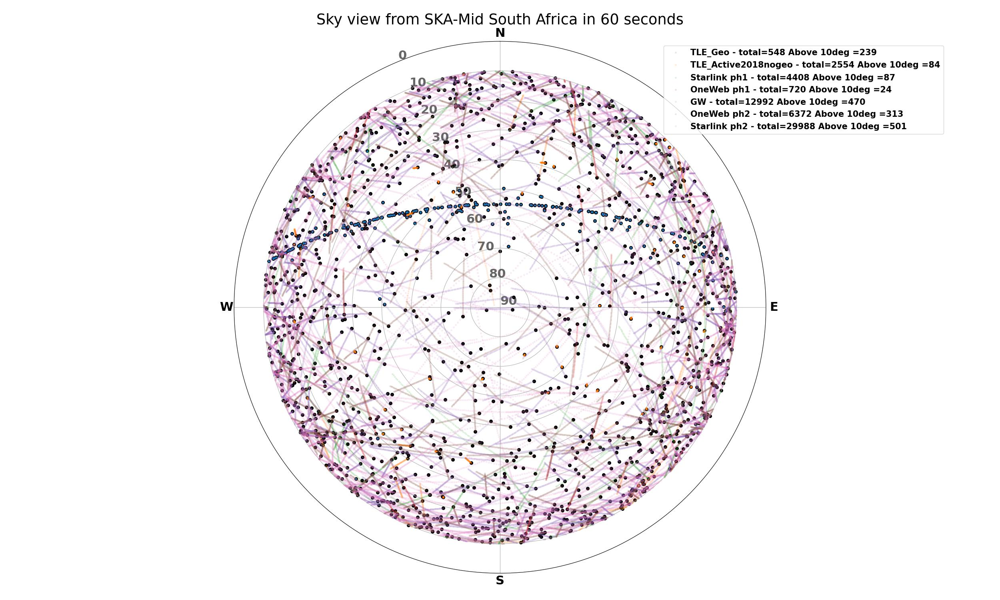 Sky view from SKA-Mid South Africa in 60 seconds
N
0
TLE_Geo - total=548 Above 10deg =239
TLE_Active2018nogeo - total=2554 Above 10deg =84
Starlink ph1 - total=4408 Above 10deg =87
OneWeb ph1 - total=720 Above 10deg =24
GW - total=12992 Above 10deg =470
OneWeb ph2 - total=6372 Above 10deg =313
Starlink ph2 - total=29988 Above 10deg =501
10
20
30
40
50
60
70
80
90
W
E
S